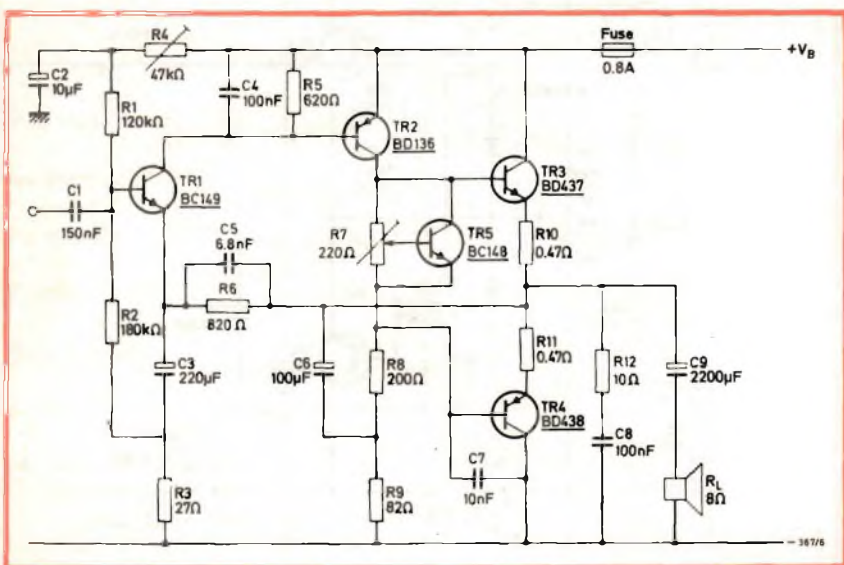 R4
47kΩ
Fuse
0.8A
+VB
C2
10μF
R1
120kΩ
C4
100nF
R5
620Ω
TR2
BD136
TR1
BC149
TR3
BD437
C1
150nF
C5
6.8nF
R7
220Ω
TR5
BC148
R10
0.47Ω
R6
820Ω
R2
180kΩ
C3
220μF
C6
100μF
R8
200Ω
R11
0.47Ω
R12
10Ω
C9
2200μF
TR4
BD438
C8
100nF
C7
10nF
R3
27Ω
R9
82Ω
RL
8Ω
367/6